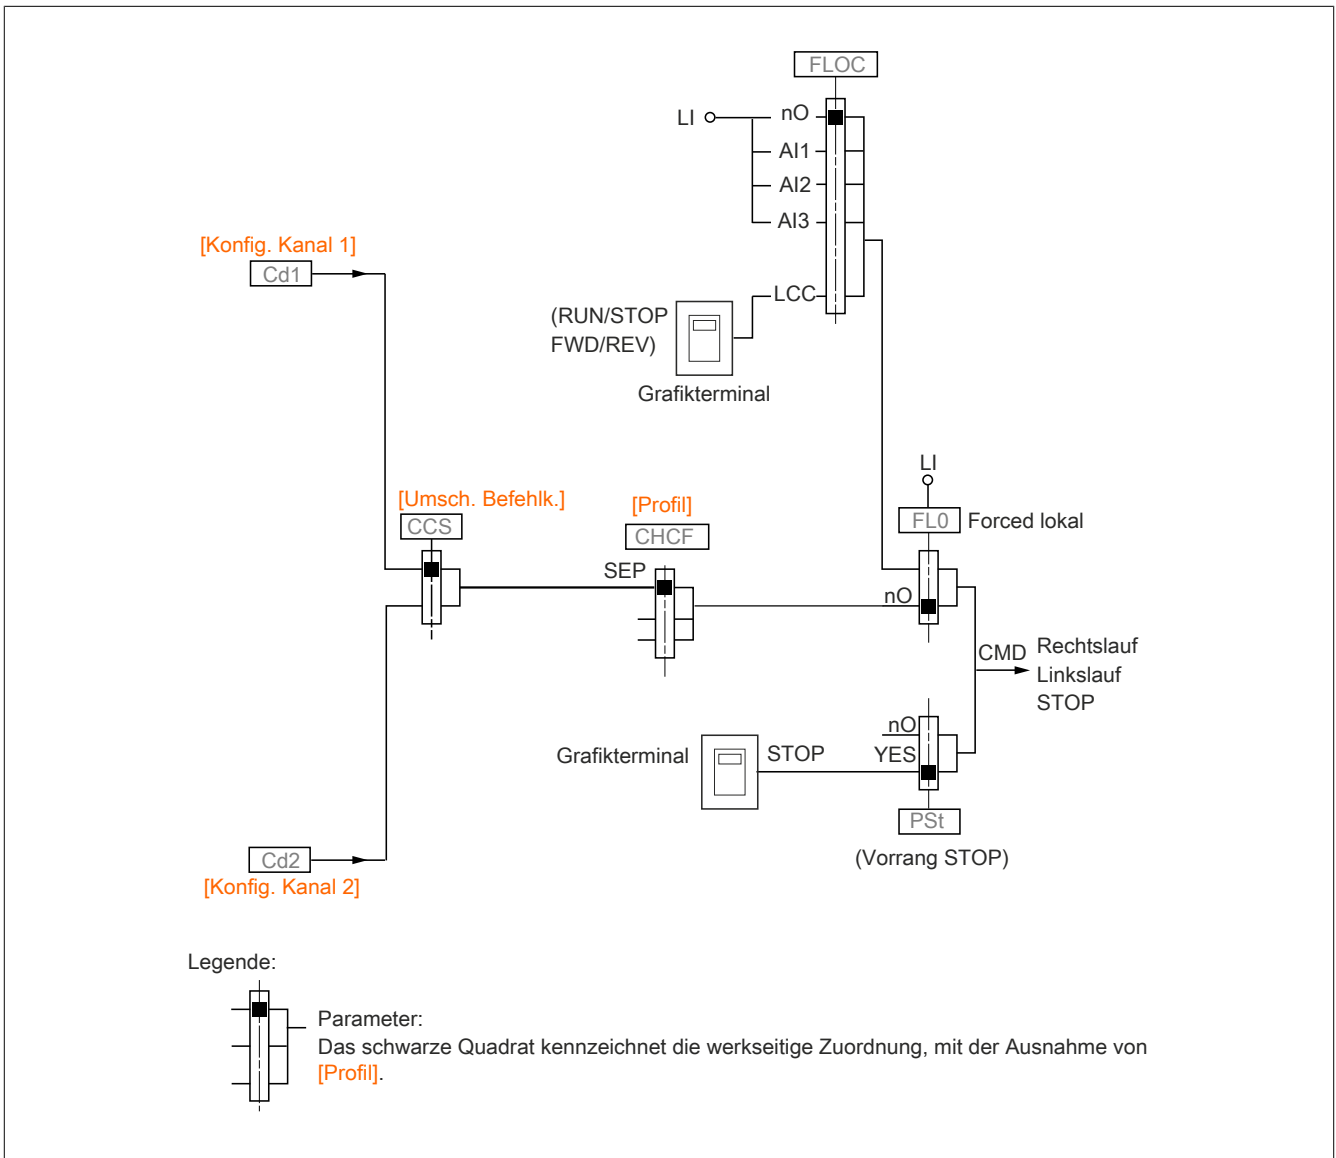 FLOC
LI
nO
AI1
AI2
AI3
LCC
[Konfig. Kanal 1]
Cd1
(RUN/STOP
FWD/REV)
Grafikterminal
LI
[Umsch. Befehlk.]
CCS
[Profil]
CHCF
FL0 Forced lokal
SEP
nO
CMD
Rechtslauf
Linkslauf
STOP
nO
Grafikterminal
STOP
YES
PSt
(Vorrang STOP)
Cd2
[Konfig. Kanal 2]
Legende:
Parameter:
Das schwarze Quadrat kennzeichnet die werkseitige Zuordnung, mit der Ausnahme von
[Profil].